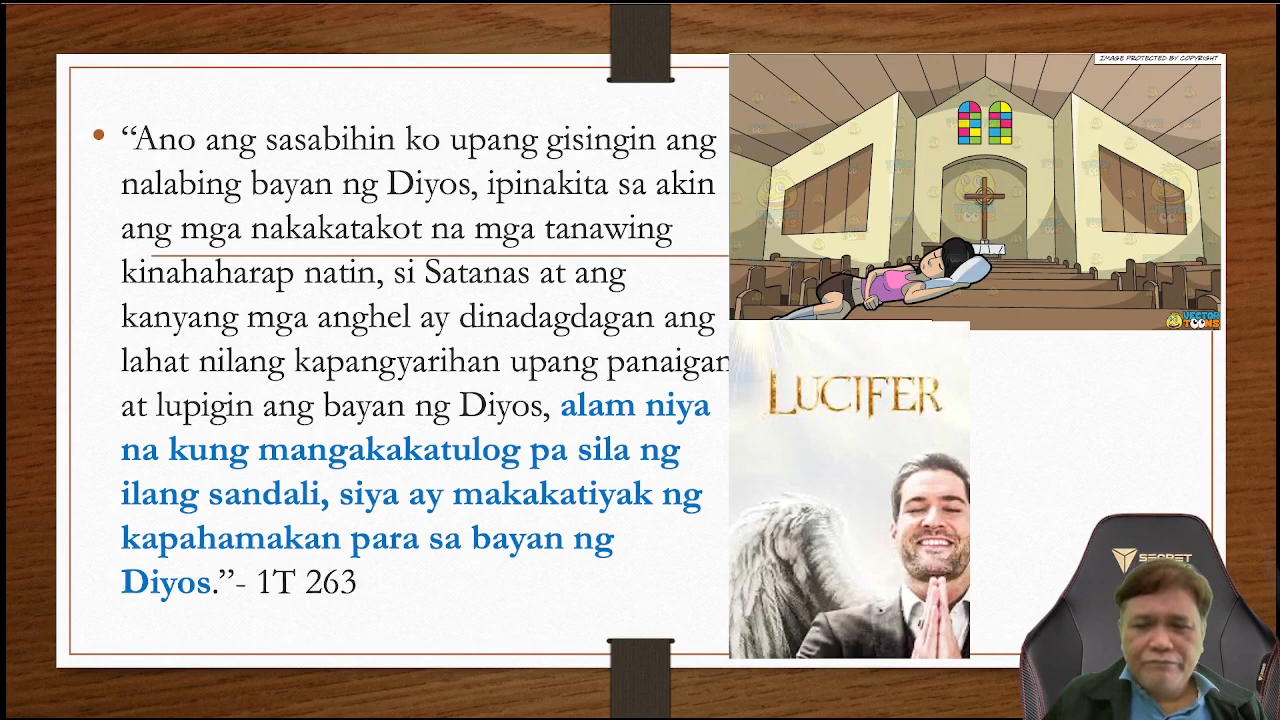 “Ano ang sasabihin ko upang gisingin ang
nalabing bayan ng Diyos, ipinakita sa akin
ang mga nakakatakot na mga tanawing
kinahaharap natin, si Satanas at ang
kanyang mga anghel ay dinadagdagan ang
lahat nilang kapangyarihan upang panaigan
at lupigin ang bayan ng Diyos, alam niya
na kung mangakakatulog pa sila ng
ilang sandali, siya ay makakatiyak ng
kapahamakan para sa bayan ng
Diyos.”- 1T 263
IMAGE PROTECTED BY COPYRIGHT
VECTOR
TOONS
LUCIFER
SECRET